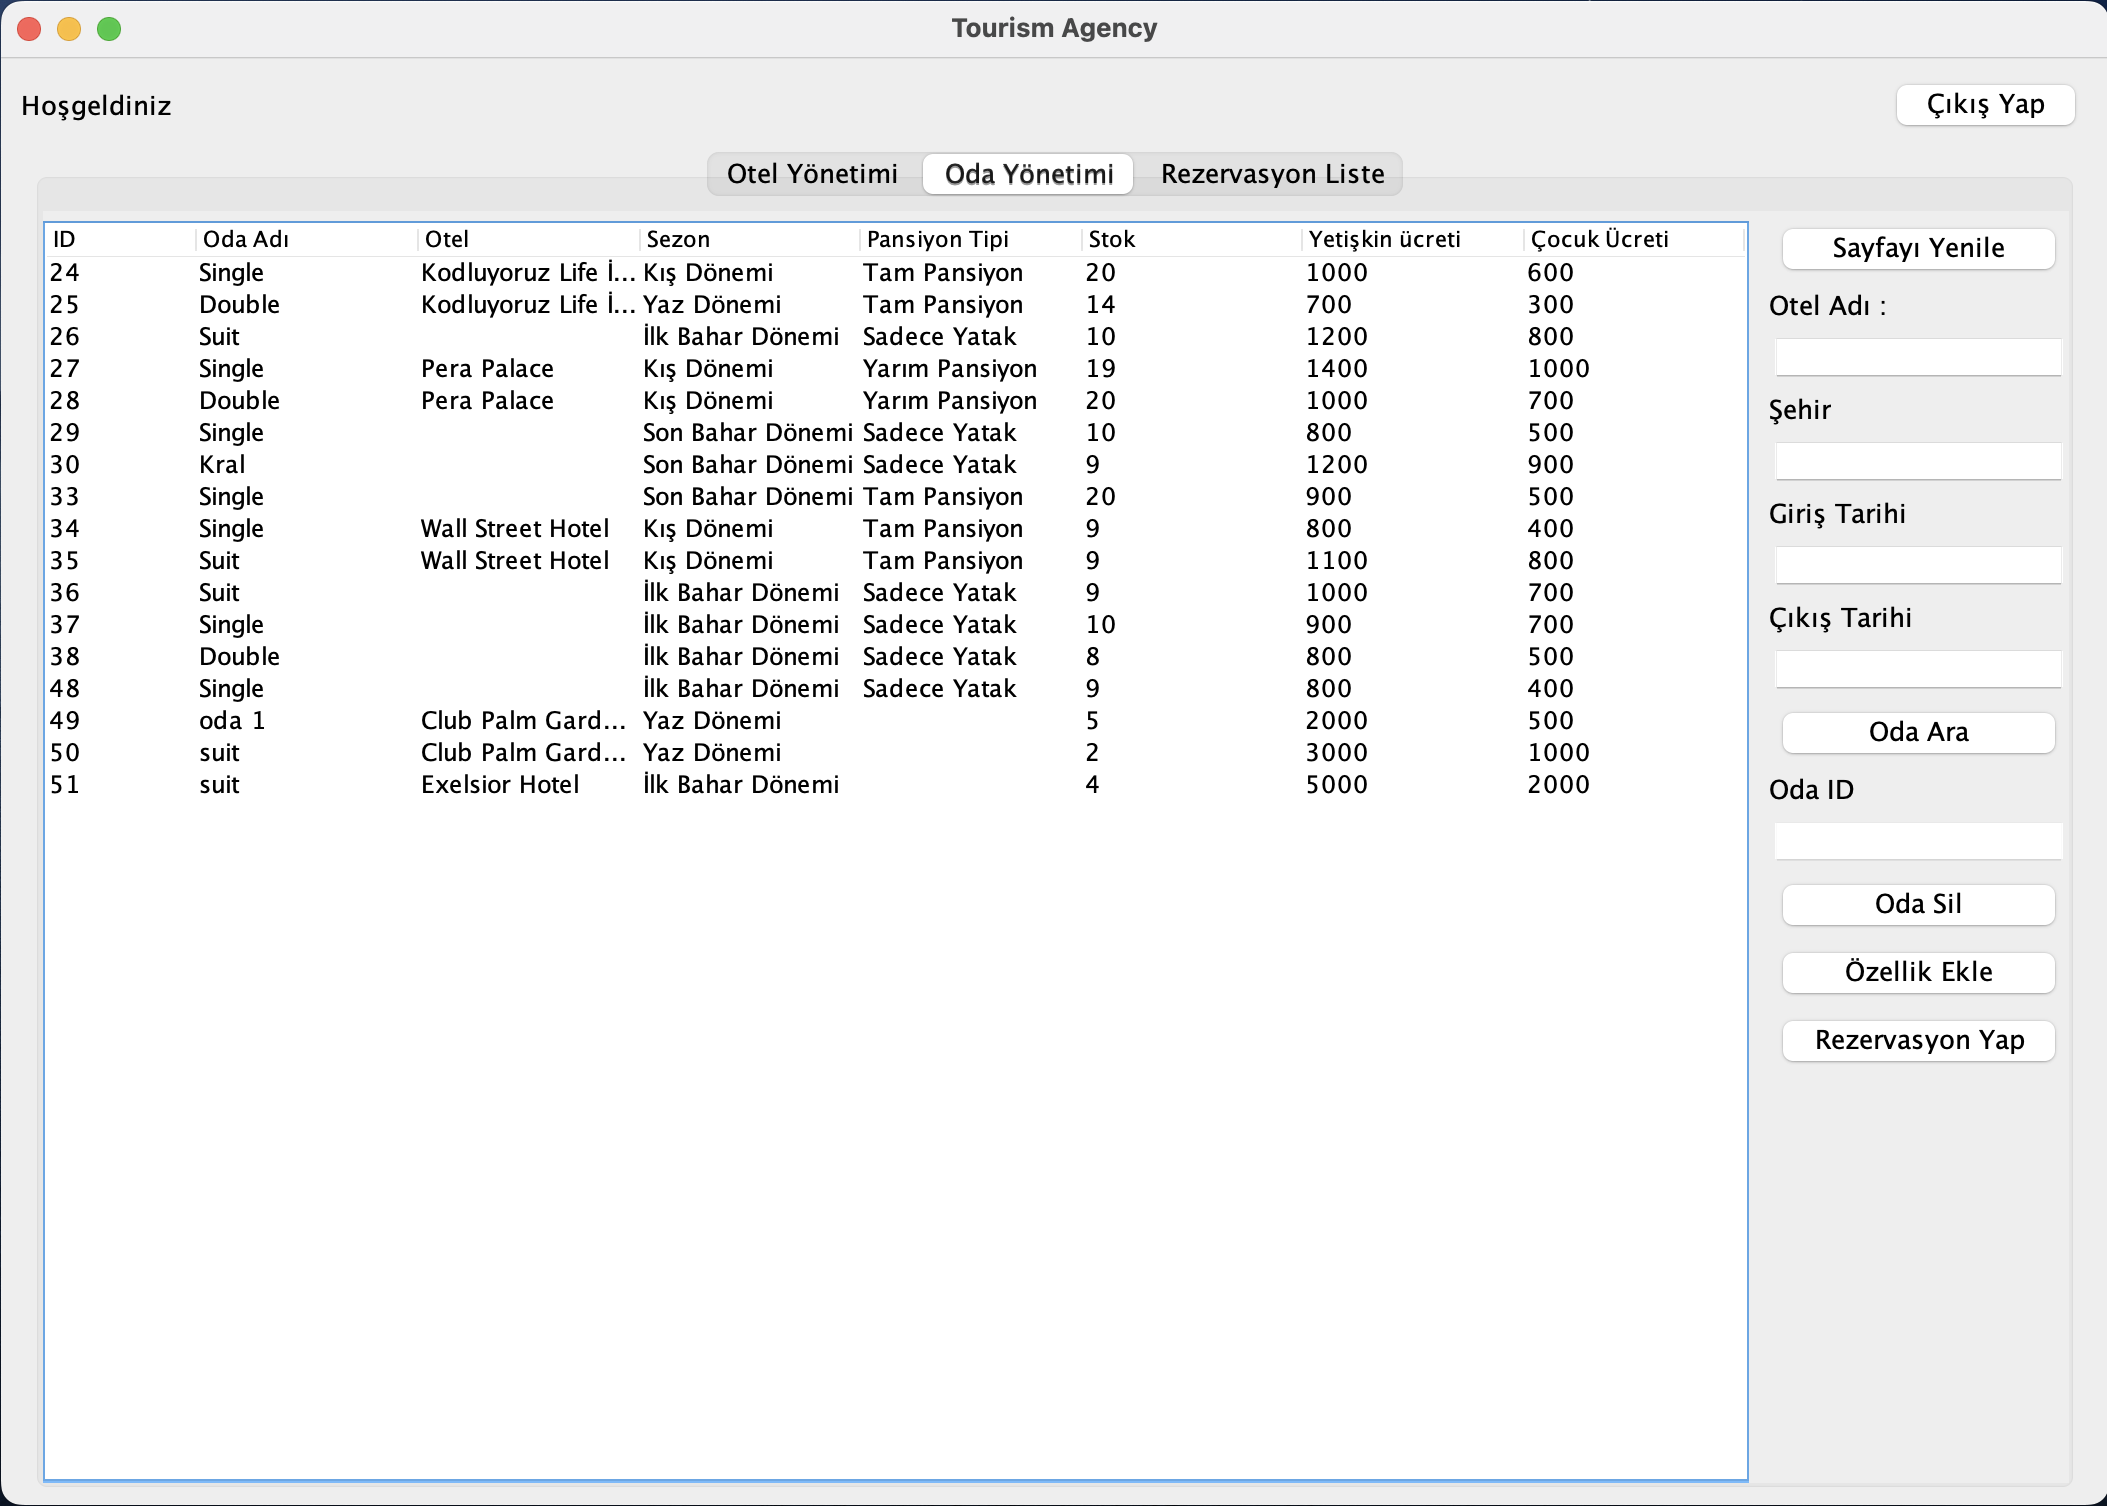 Tourism Agency
Hoşgeldiniz
Çıkış Yap
Otel Yönetimi Oda Yönetimi Rezervasyon Liste
ID Oda Adı Otel Sezon Pansiyon Tipi Stok Yetişkin ücreti Çocuk Ücreti
24 Single Kodluyoruz Life İ... Kış Dönemi Tam Pansiyon 20 1000 600
25 Double Kodluyoruz Life İ... Yaz Dönemi Tam Pansiyon 14 700 300
26 Suit İlk Bahar Dönemi Sadece Yatak 10 1200 800
27 Single Pera Palace Kış Dönemi Yarım Pansiyon 19 1400 1000
28 Double Pera Palace Kış Dönemi Yarım Pansiyon 20 1000 700
29 Single Son Bahar Dönemi Sadece Yatak 10 800 500
30 Kral Son Bahar Dönemi Sadece Yatak 9 1200 900
33 Single Son Bahar Dönemi Tam Pansiyon 20 900 500
34 Single Wall Street Hotel Kış Dönemi Tam Pansiyon 9 800 400
35 Suit Wall Street Hotel Kış Dönemi Tam Pansiyon 9 1100 800
36 Suit İlk Bahar Dönemi Sadece Yatak 9 1000 700
37 Single İlk Bahar Dönemi Sadece Yatak 10 900 700
38 Double İlk Bahar Dönemi Sadece Yatak 8 800 500
48 Single İlk Bahar Dönemi Sadece Yatak 9 800 400
49 oda 1 Club Palm Gard... Yaz Dönemi 5 2000 500
50 suit Club Palm Gard... Yaz Dönemi 2 3000 1000
51 suit Exelsior Hotel İlk Bahar Dönemi 4 5000 2000
Sayfayı Yenile
Otel Adı :
Şehir
Giriş Tarihi
Çıkış Tarihi
Oda Ara
Oda ID
Oda Sil
Özellik Ekle
Rezervasyon Yap